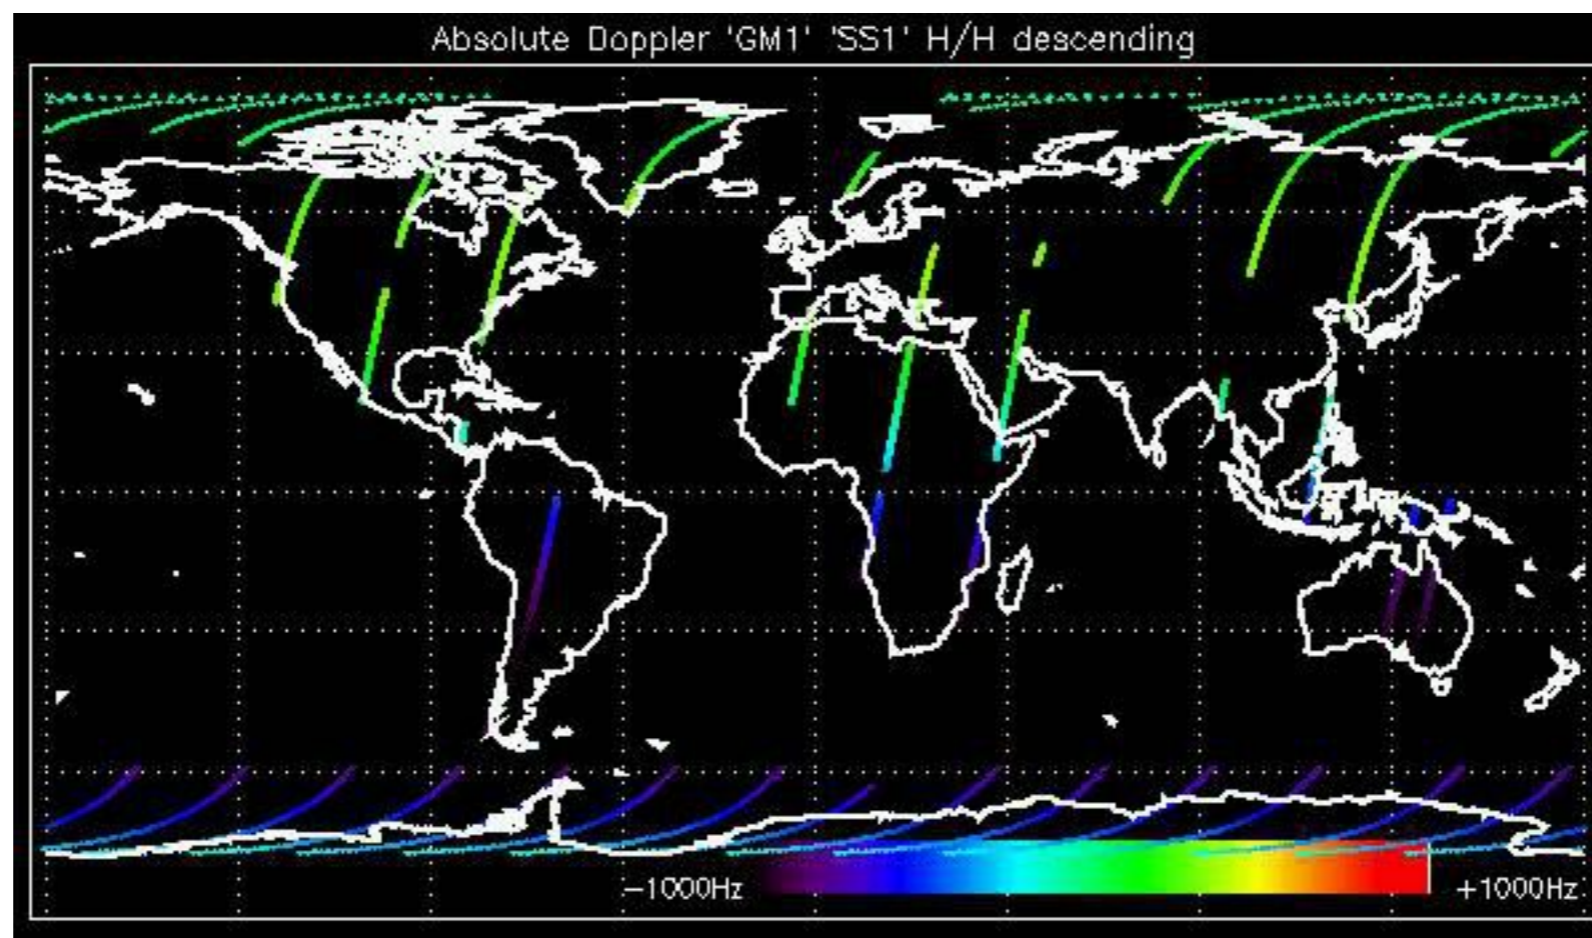 Absolute Doppler 'GM1' 'SS1' H/H descending
−1000Hz
+1000Hz